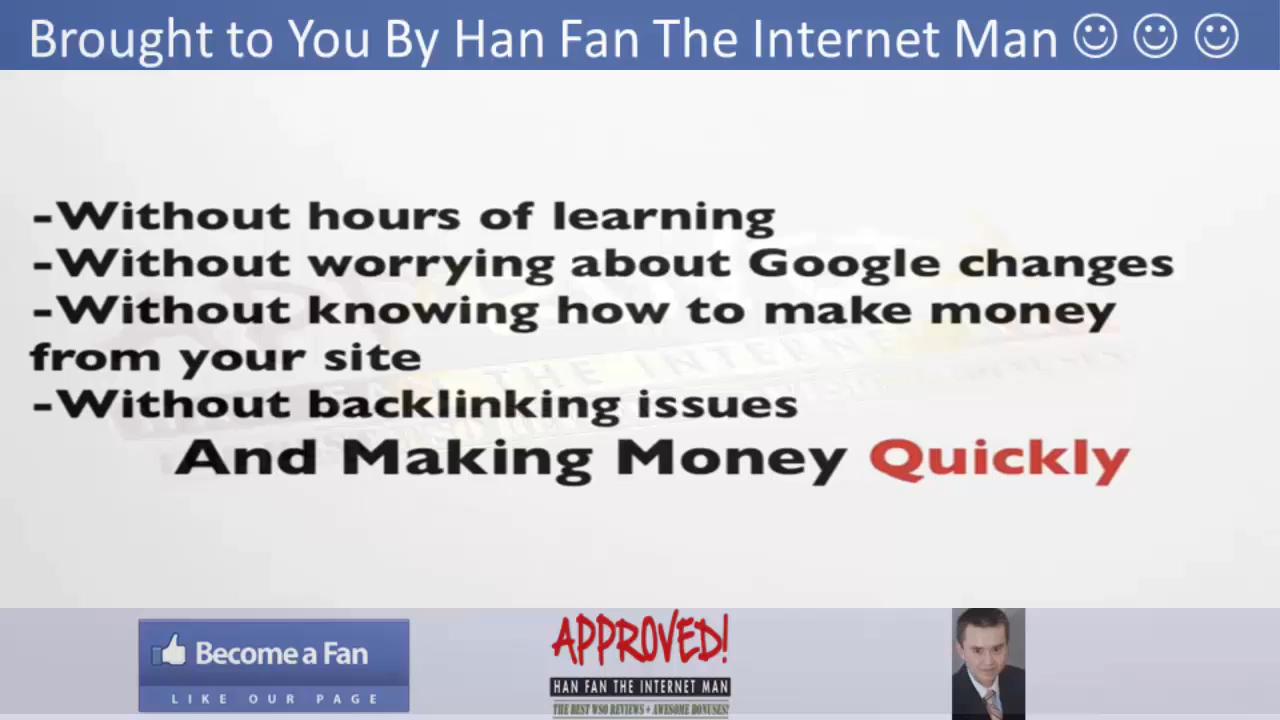 Brought to You By Han Fan The Internet Man ☺ ☺ ☺
-Without hours of learning
-Without worrying about Google changes
-Without knowing how to make money
from your site
-Without backlinking issues
And Making Money Quickly
Become a Fan
LIKE OUR PAGE
APPROVED!
HAN FAN THE INTERNET MAN
THE BEST WSO REVIEWS + AWESOME BONUSES!